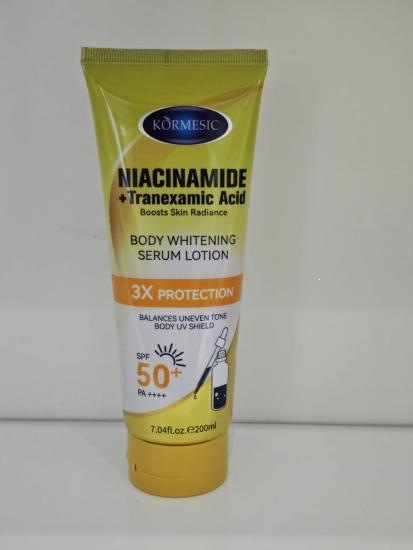 KÓRMESIC
NIACINAMIDE
+Tranexamic Acid
Boosts Skin Radiance
BODY WHITENING
SERUM LOTION
3X PROTECTION
BALANCES UNEVEN TONE
BODY UV SHIELD
SPF
50+
PA ++++
7.04fl.oz.℮200ml